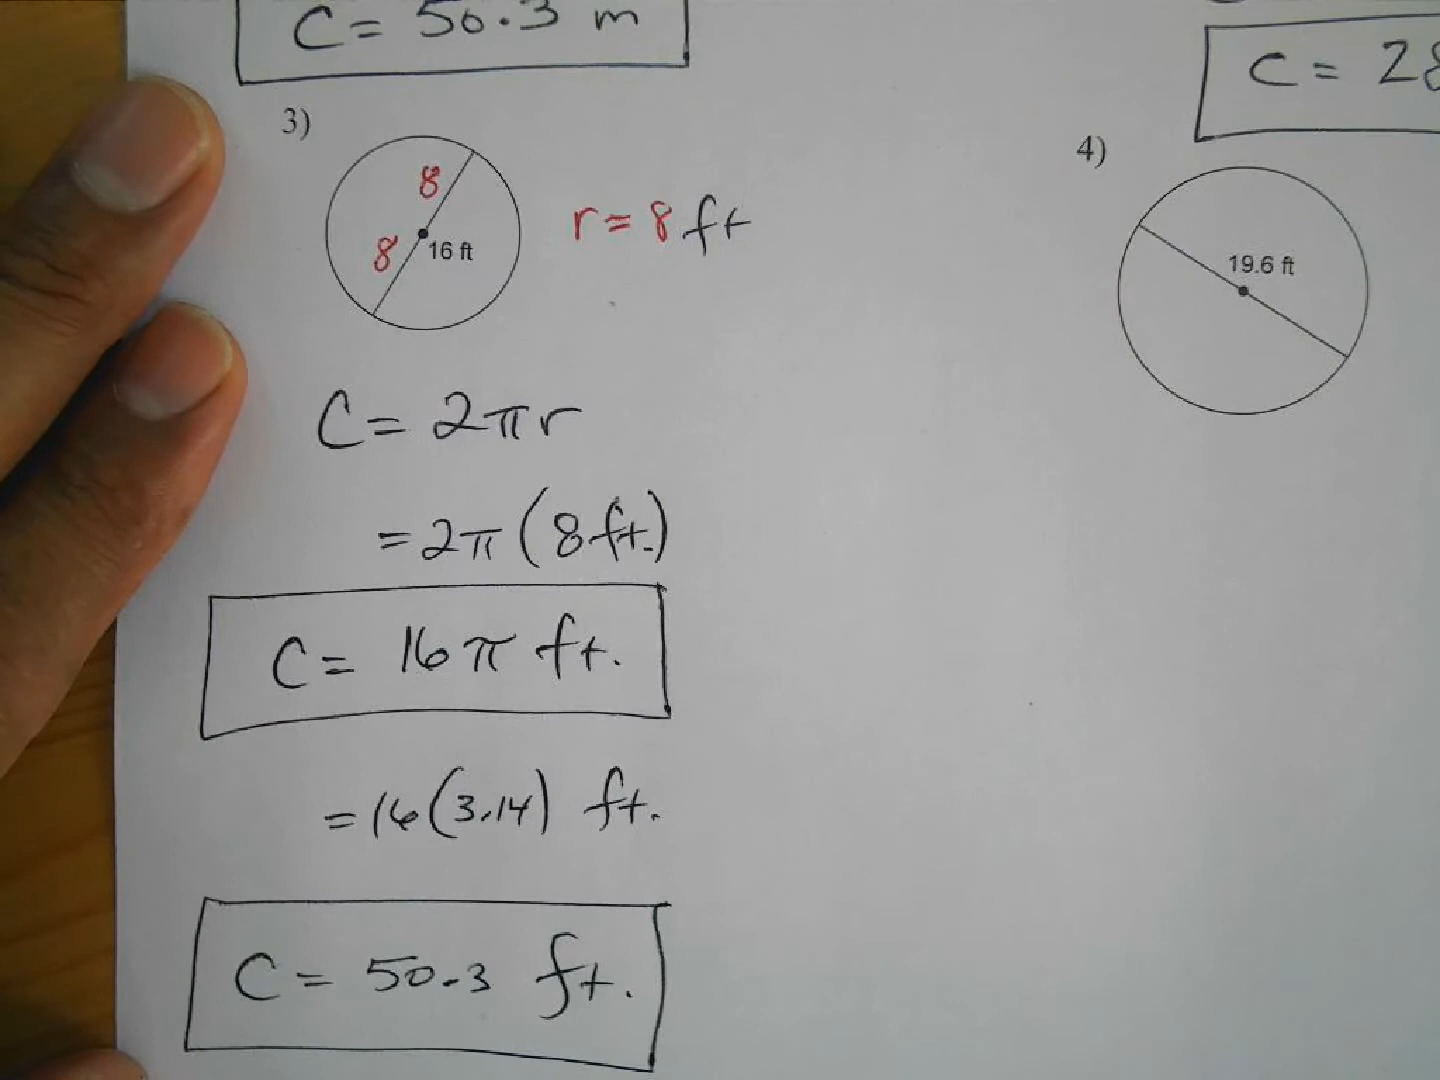 C = 50.3 m
C = 28
3)
8
8
16 ft
r = 8 ft
4)
19.6 ft
C = 2πr
= 2π (8 ft.)
C = 16π ft.
= 16(3.14) ft.
C = 50.3 ft.